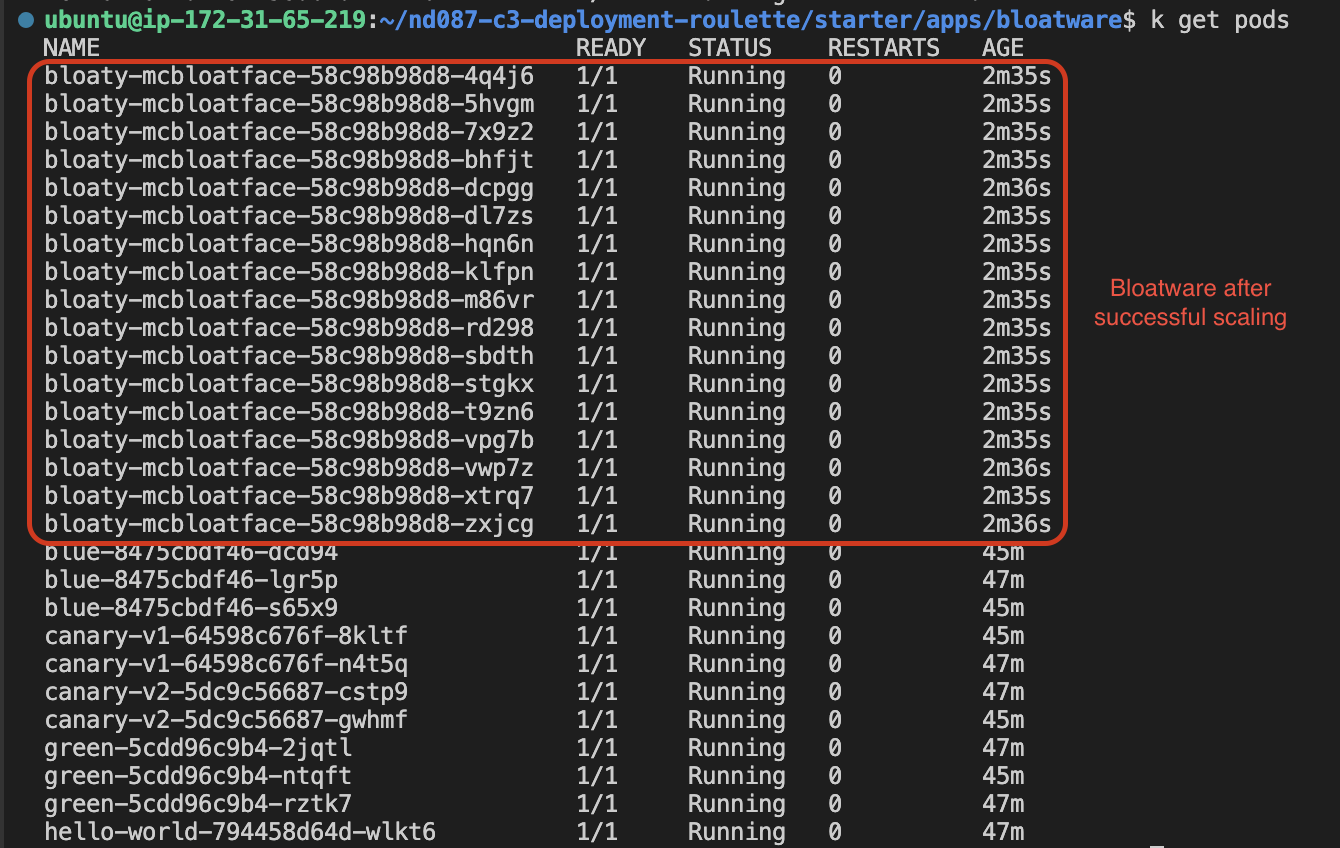 ubuntu@ip-172-31-65-219:~/nd087-c3-deployment-roulette/starter/apps/bloatware$ k get pods
NAME READY STATUS RESTARTS AGE
bloaty-mcbloatface-58c98b98d8-4q4j6 1/1 Running 0 2m35s
bloaty-mcbloatface-58c98b98d8-5hvgm 1/1 Running 0 2m35s
bloaty-mcbloatface-58c98b98d8-7x9z2 1/1 Running 0 2m35s
bloaty-mcbloatface-58c98b98d8-bhfjt 1/1 Running 0 2m35s
bloaty-mcbloatface-58c98b98d8-dcpgg 1/1 Running 0 2m36s
bloaty-mcbloatface-58c98b98d8-dl7zs 1/1 Running 0 2m35s
bloaty-mcbloatface-58c98b98d8-hqn6n 1/1 Running 0 2m35s
bloaty-mcbloatface-58c98b98d8-klfpn 1/1 Running 0 2m35s
bloaty-mcbloatface-58c98b98d8-m86vr 1/1 Running 0 2m35s
bloaty-mcbloatface-58c98b98d8-rd298 1/1 Running 0 2m35s
bloaty-mcbloatface-58c98b98d8-sbdth 1/1 Running 0 2m35s
bloaty-mcbloatface-58c98b98d8-stgkx 1/1 Running 0 2m35s
bloaty-mcbloatface-58c98b98d8-t9zn6 1/1 Running 0 2m35s
bloaty-mcbloatface-58c98b98d8-vpg7b 1/1 Running 0 2m35s
bloaty-mcbloatface-58c98b98d8-vwp7z 1/1 Running 0 2m36s
bloaty-mcbloatface-58c98b98d8-xtrq7 1/1 Running 0 2m35s
bloaty-mcbloatface-58c98b98d8-zxjcg 1/1 Running 0 2m36s
Bloatware after
successful scaling
blue-8475cbdf46-dcd94 1/1 Running 0 45m
blue-8475cbdf46-lgr5p 1/1 Running 0 47m
blue-8475cbdf46-s65x9 1/1 Running 0 45m
canary-v1-64598c676f-8kltf 1/1 Running 0 45m
canary-v1-64598c676f-n4t5q 1/1 Running 0 47m
canary-v2-5dc9c56687-cstp9 1/1 Running 0 47m
canary-v2-5dc9c56687-gwhmf 1/1 Running 0 45m
green-5cdd96c9b4-2jqtl 1/1 Running 0 47m
green-5cdd96c9b4-ntqft 1/1 Running 0 45m
green-5cdd96c9b4-rztk7 1/1 Running 0 47m
hello-world-794458d64d-wlkt6 1/1 Running 0 47m